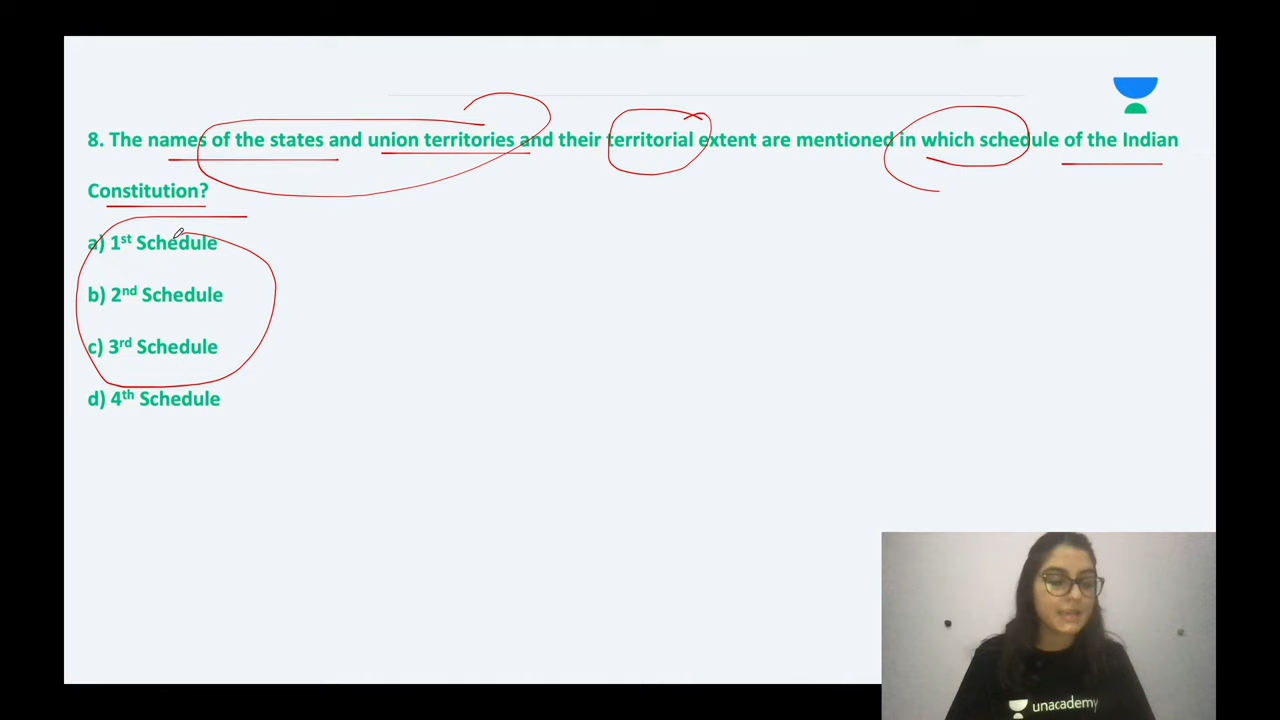 8. The names of the states and union territories and their territorial extent are mentioned in which schedule of the Indian
Constitution?
a) 1st Schedule
b) 2nd Schedule
c) 3rd Schedule
d) 4th Schedule
unacademy